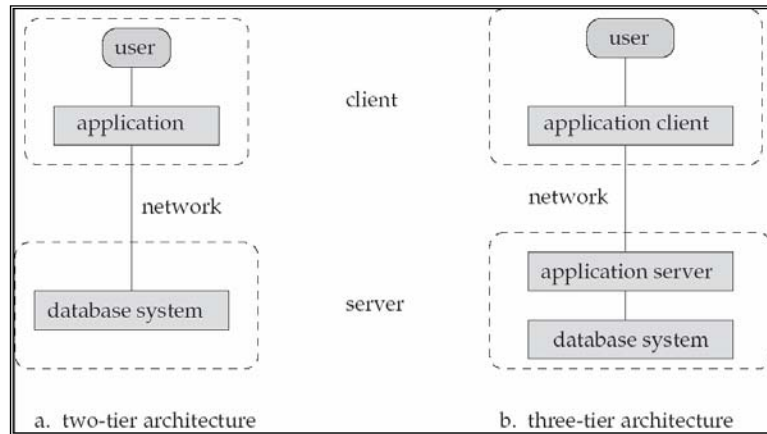 user
application
network
database system
a. two-tier architecture
client
server
user
application client
network
application server
database system
b. three-tier architecture